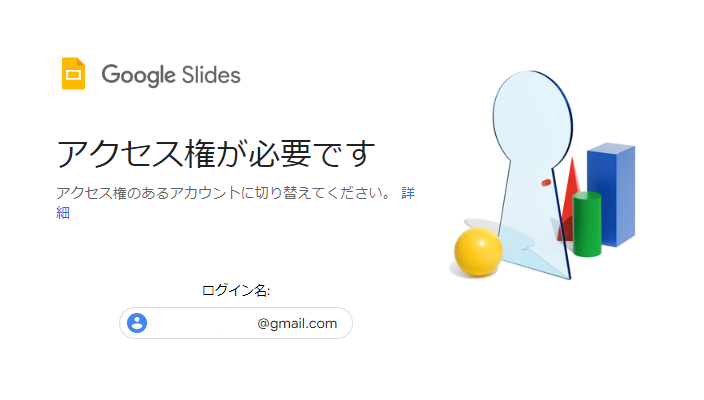 Google Slides
アクセス権が必要です
アクセス権のあるアカウントに切り替えてください。 詳
細
ログイン名:
@gmail.com